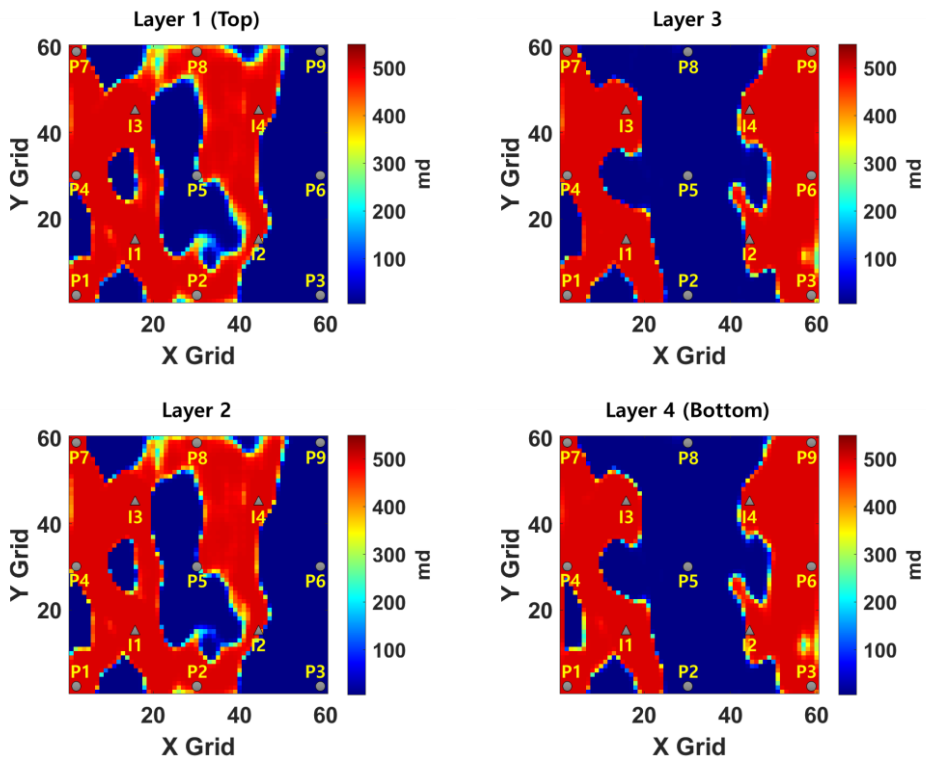 Layer 1 (Top)
60
40
20
Y Grid
P7
P8
P9
I3
I4
P4
P5
P6
I1
I2
P1
P2
P3
20
40
60
X Grid
500
400
300
200
100
md
Layer 3
60
40
20
Y Grid
P7
P8
P9
I3
I4
P4
P5
P6
I1
I2
P1
P2
P3
20
40
60
X Grid
500
400
300
200
100
md
Layer 2
60
40
20
Y Grid
P7
P8
P9
I3
I4
P4
P5
P6
I1
I2
P1
P2
P3
20
40
60
X Grid
500
400
300
200
100
md
Layer 4 (Bottom)
60
40
20
Y Grid
P7
P8
P9
I3
I4
P4
P5
P6
I1
I2
P1
P2
P3
20
40
60
X Grid
500
400
300
200
100
md